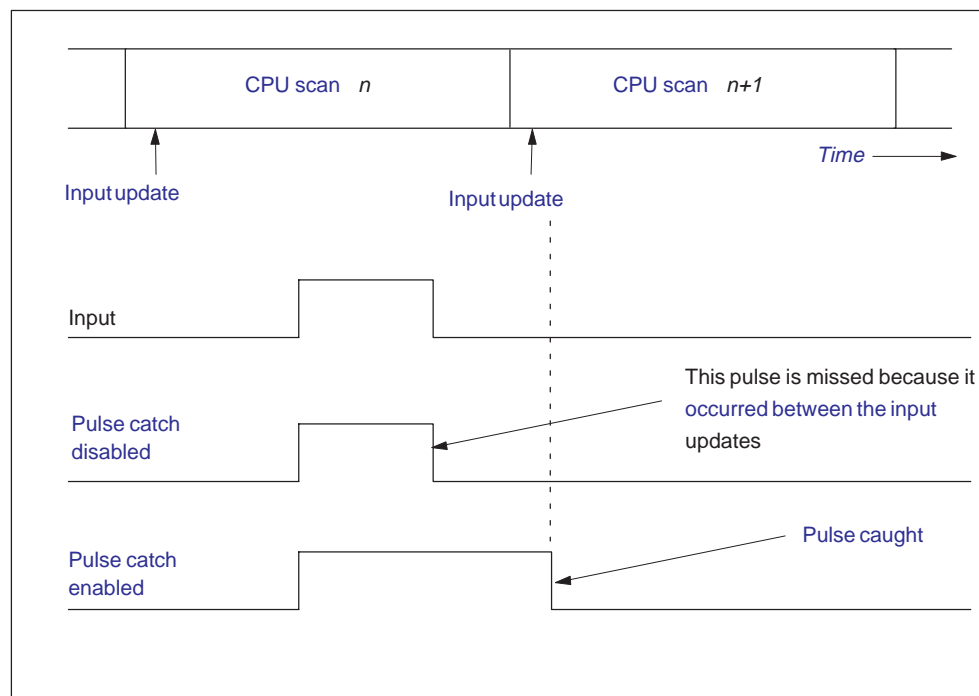 CPU scan n
CPU scan n+1
Time
Input update
Input update
Input
This pulse is missed because it
occurred between the input
updates
Pulse catch
disabled
Pulse caught
Pulse catch
enabled